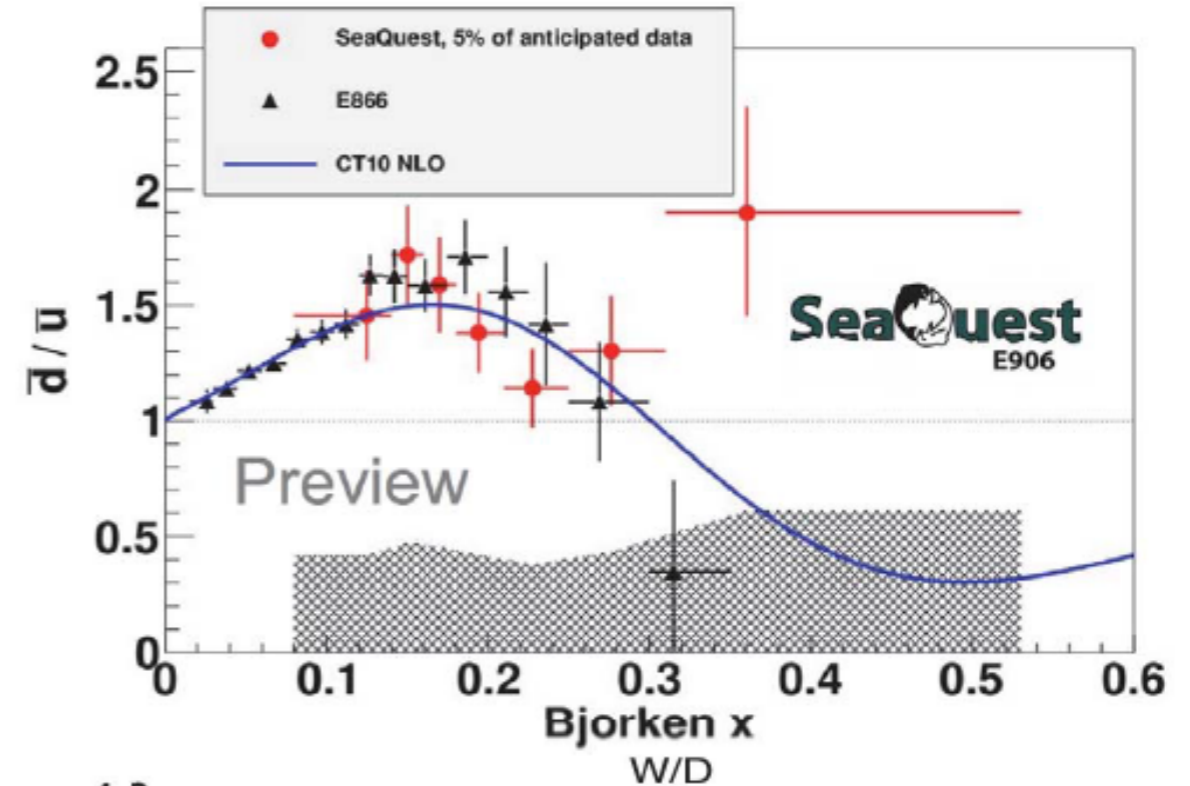 SeaQuest, 5% of anticipated data
E866
CT10 NLO
2.5
2
1.5
1
0.5
0
d̅ / u̅
SeaQuest
E906
Preview
0 0.1 0.2 0.3 0.4 0.5 0.6
Bjorken x
W/D